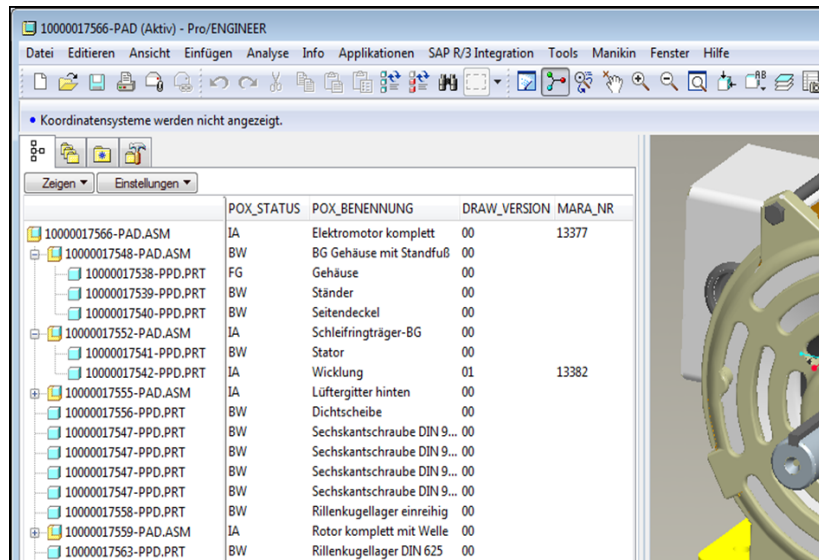 10000017566-PAD (Aktiv) - Pro/ENGINEER
Datei Editieren Ansicht Einfügen Analyse Info Applikationen SAP R/3 Integration Tools Manikin Fenster Hilfe
• Koordinatensysteme werden nicht angezeigt.
Zeigen Einstellungen
POX_STATUS POX_BENENNUNG DRAW_VERSION MARA_NR
10000017566-PAD.ASM IA Elektromotor komplett 00 13377
10000017548-PAD.ASM BW BG Gehäuse mit Standfuß 00
10000017538-PPD.PRT FG Gehäuse 00
10000017539-PPD.PRT BW Ständer 00
10000017540-PPD.PRT BW Seitendeckel 00
10000017552-PAD.ASM IA Schleifringträger-BG 00
10000017541-PPD.PRT BW Stator 00
10000017542-PPD.PRT IA Wicklung 01 13382
10000017555-PAD.ASM IA Lüftergitter hinten 00
10000017556-PPD.PRT BW Dichtscheibe 00
10000017547-PPD.PRT BW Sechskantschraube DIN 9... 00
10000017547-PPD.PRT BW Sechskantschraube DIN 9... 00
10000017547-PPD.PRT BW Sechskantschraube DIN 9... 00
10000017547-PPD.PRT BW Sechskantschraube DIN 9... 00
10000017558-PPD.PRT BW Rillenkugellager einreihig 00
10000017559-PAD.ASM IA Rotor komplett mit Welle 00
10000017563-PPD.PRT BW Rillenkugellager DIN 625 00